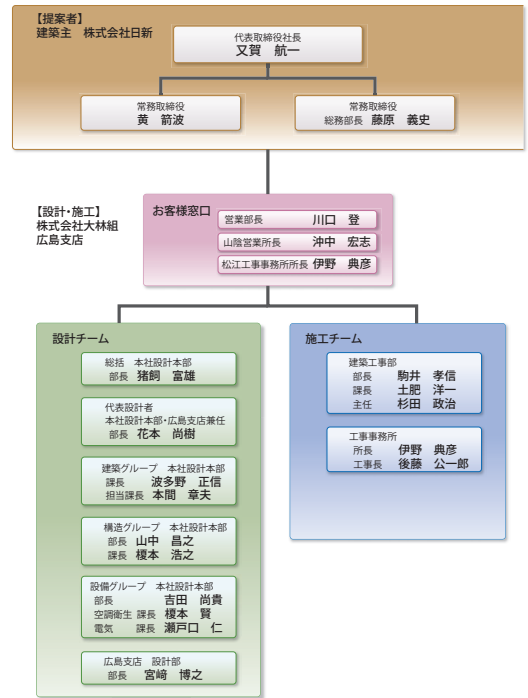 【提案者】
建築主　株式会社日新
代表取締役社長
又賀　航一
常務取締役
黄　箭波
常務取締役
総務部長　藤原　義史
【設計・施工】
株式会社大林組
広島支店
お客様窓口
営業部長　川口　登
山陰営業所長　沖中　宏志
松江工事事務所所長　伊野　典彦
設計チーム
総括　本社設計本部
部長　猪飼　富雄
代表設計者
本社設計本部・広島支店兼任
部長　花本　尚樹
建築グループ　本社設計本部
課長　波多野　正信
担当課長　本間　章夫
構造グループ　本社設計本部
部長　山中　昌之
課長　榎本　浩之
設備グループ　本社設計本部
部長　吉田　尚貴
空調衛生　課長　榎本　賢
電気　課長　瀬戸口　仁
広島支店　設計部
部長　宮﨑　博之
施工チーム
建築工事部
部長　駒井　孝信
課長　土肥　洋一
主任　杉田　政治
工事事務所
所長　伊野　典彦
工事長　後藤　公一郎